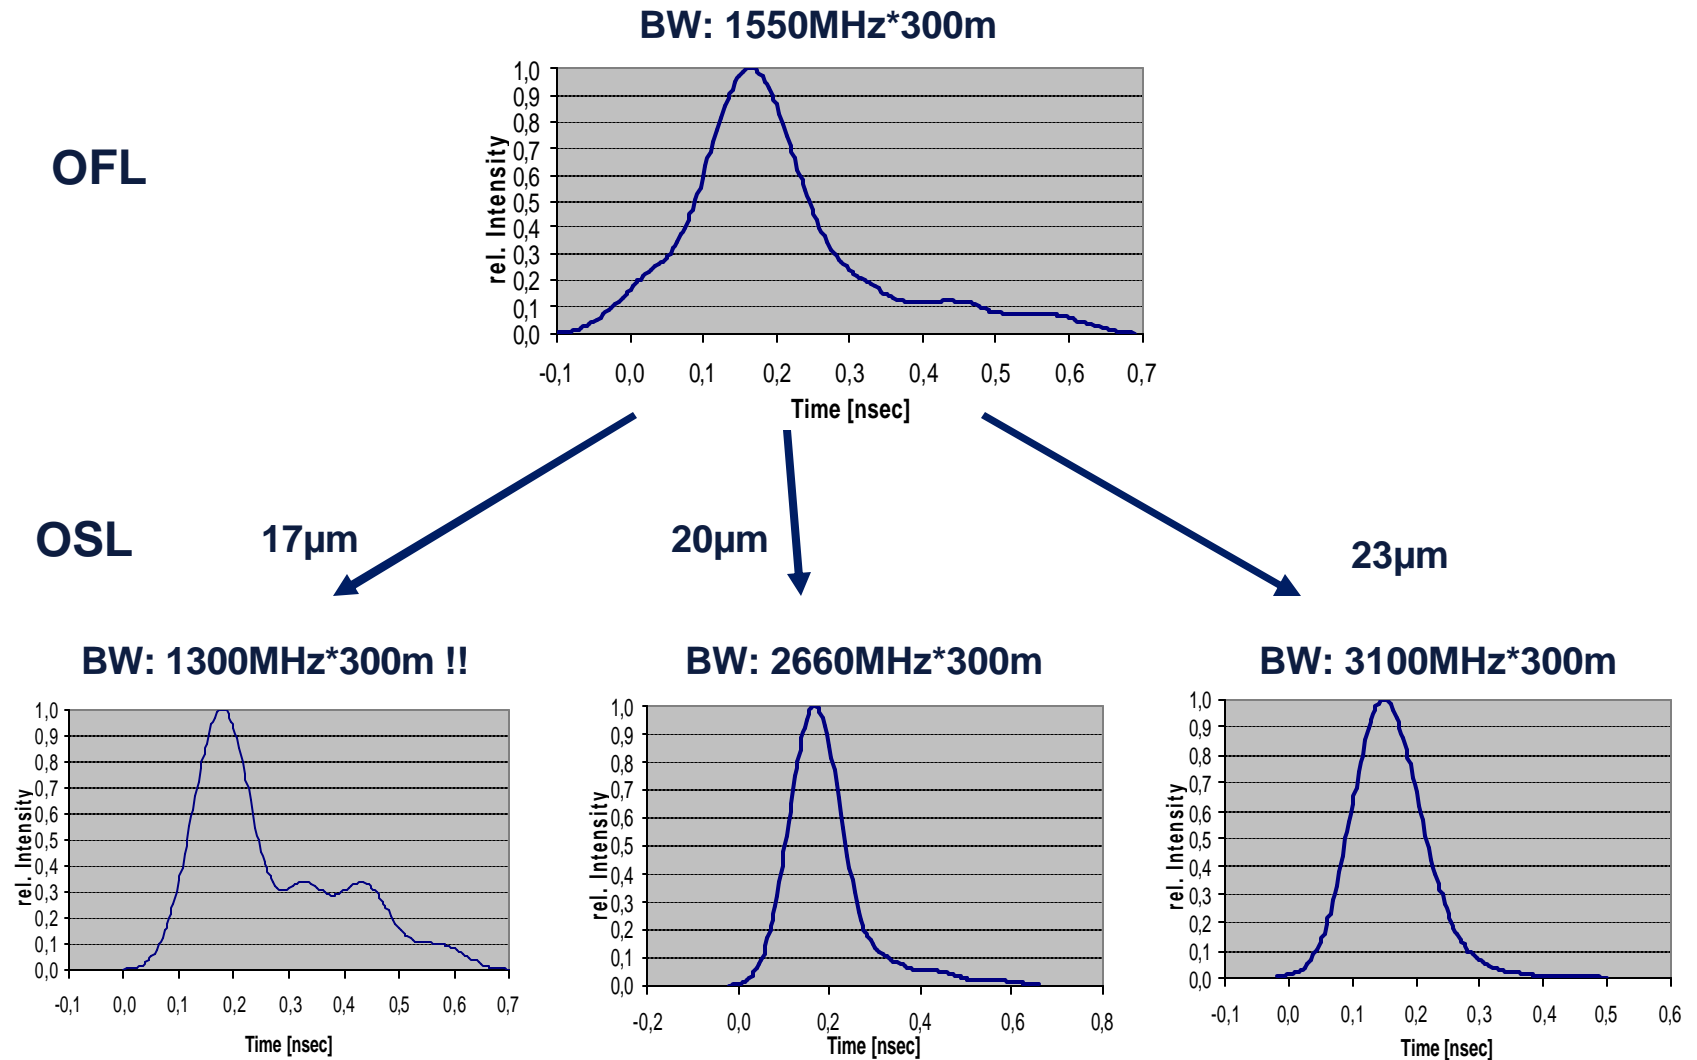 BW: 1550MHz*300m
OFL
rel. Intensity
1,0
0,9
0,8
0,7
0,6
0,5
0,4
0,3
0,2
0,1
0,0
-0,1 0,0 0,1 0,2 0,3 0,4 0,5 0,6 0,7
Time [nsec]
OSL
17µm
20µm
23µm
BW: 1300MHz*300m !!
rel. Intensity
1,0
0,9
0,8
0,7
0,6
0,5
0,4
0,3
0,2
0,1
0,0
-0,1 0,0 0,1 0,2 0,3 0,4 0,5 0,6 0,7
Time [nsec]
BW: 2660MHz*300m
rel. Intensity
1,0
0,9
0,8
0,7
0,6
0,5
0,4
0,3
0,2
0,1
0,0
-0,2 0,0 0,2 0,4 0,6 0,8
Time [nsec]
BW: 3100MHz*300m
rel. Intensity
1,0
0,9
0,8
0,7
0,6
0,5
0,4
0,3
0,2
0,1
0,0
-0,1 0,0 0,1 0,2 0,3 0,4 0,5 0,6
Time [nsec]